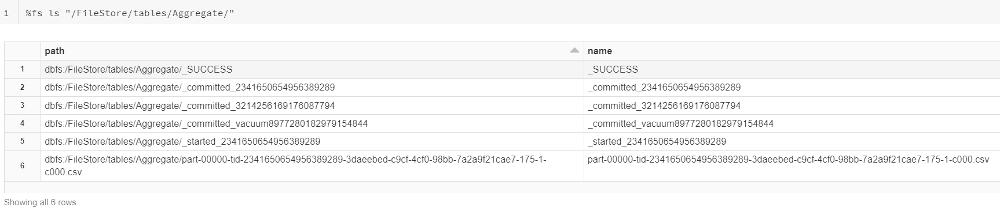 1 %fs ls "/FileStore/tables/Aggregate/"
path name
1 dbfs:/FileStore/tables/Aggregate/_SUCCESS _SUCCESS
2 dbfs:/FileStore/tables/Aggregate/_committed_2341650654956389289 _committed_2341650654956389289
3 dbfs:/FileStore/tables/Aggregate/_committed_3214256169176087794 _committed_3214256169176087794
4 dbfs:/FileStore/tables/Aggregate/_committed_vacuum8977280182979154844 _committed_vacuum8977280182979154844
5 dbfs:/FileStore/tables/Aggregate/_started_2341650654956389289 _started_2341650654956389289
6 dbfs:/FileStore/tables/Aggregate/part-00000-tid-2341650654956389289-3daeebed-c9cf-4cf0-98bb-7a2a9f21cae7-175-1- part-00000-tid-2341650654956389289-3daeebed-c9cf-4cf0-98bb-7a2a9f21cae7-175-1-c000.csv
c000.csv
Showing all 6 rows.